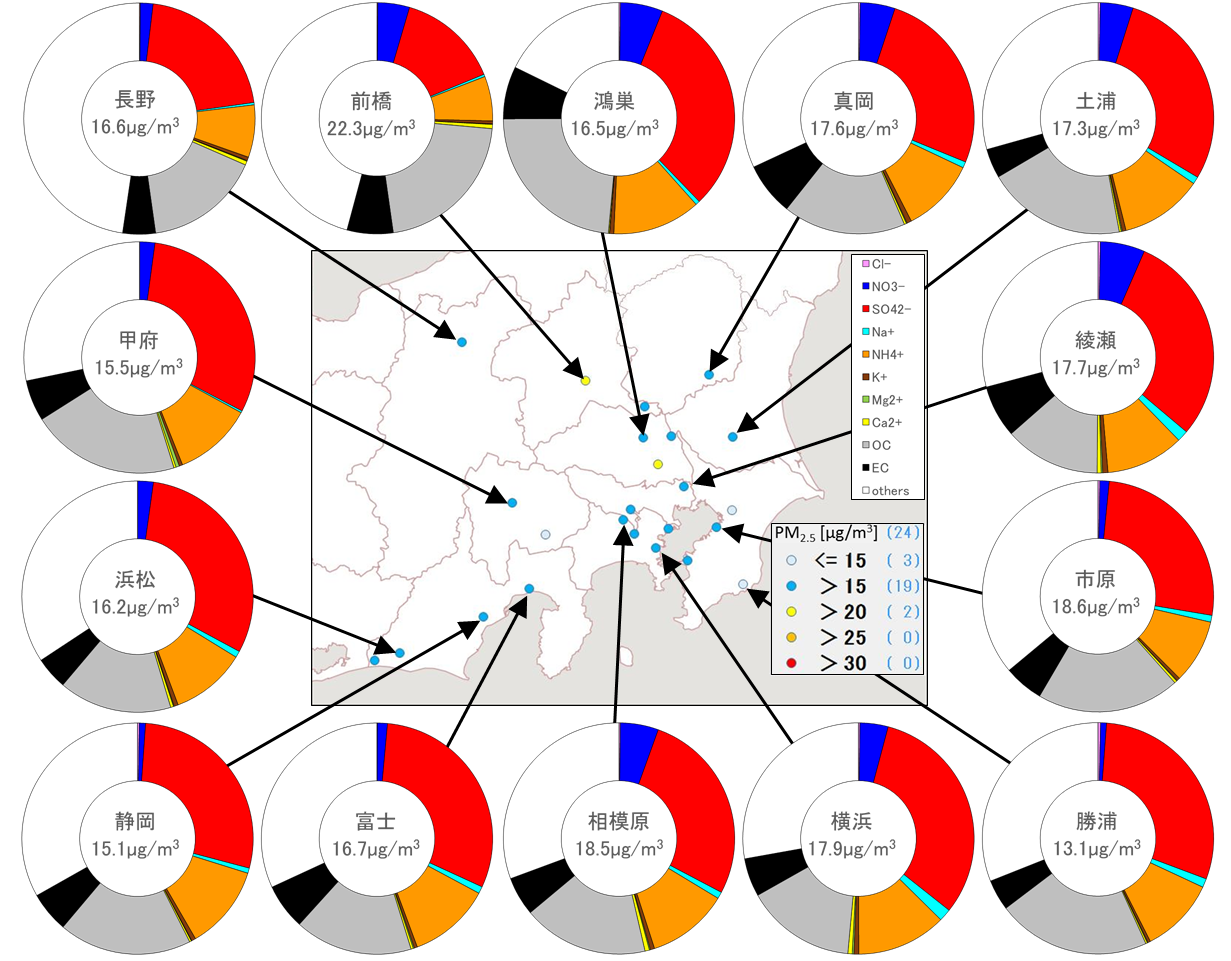 長野
16.6μg/m3
前橋
22.3μg/m3
鴻巣
16.5μg/m3
真岡
17.6μg/m3
土浦
17.3μg/m3
甲府
15.5μg/m3
綾瀬
17.7μg/m3
Cl-
NO3-
SO42-
Na+
NH4+
K+
Mg2+
Ca2+
OC
EC
others
PM2.5 [μg/m3] (24)
<= 15 ( 3)
> 15 (19)
> 20 ( 2)
> 25 ( 0)
> 30 ( 0)
浜松
16.2μg/m3
市原
18.6μg/m3
静岡
15.1μg/m3
富士
16.7μg/m3
相模原
18.5μg/m3
横浜
17.9μg/m3
勝浦
13.1μg/m3